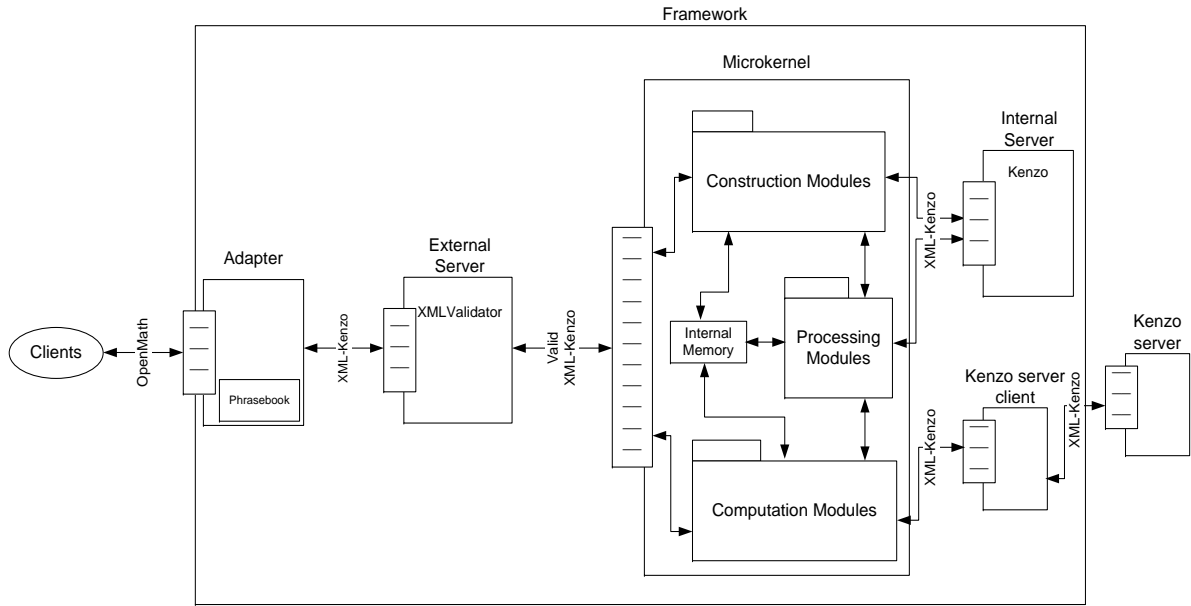 Framework
Microkernel
Construction Modules
Internal
Server
Kenzo
XML-Kenzo
XML-Kenzo
External
Server
XMLValidator
Adapter
Phrasebook
Clients
OpenMath
XML-Kenzo
Valid
XML-Kenzo
Internal
Memory
Processing
Modules
Kenzo
server
Kenzo server
client
XML-Kenzo
XML-Kenzo
Computation Modules